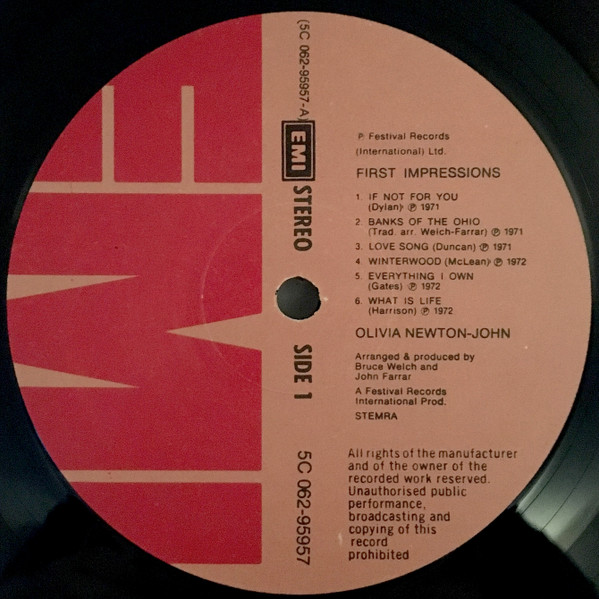 (5C 062-95957-A)
EMI
STEREO
SIDE 1
5C 062-95957
℗ Festival Records
(International) Ltd.
FIRST IMPRESSIONS
1. IF NOT FOR YOU
(Dylan) ℗ 1971
2. BANKS OF THE OHIO
(Trad. arr. Welch-Farrar) ℗ 1971
3. LOVE SONG (Duncan) ℗ 1971
4. WINTERWOOD (McLean) ℗ 1972
5. EVERYTHING I OWN
(Gates) ℗ 1972
6. WHAT IS LIFE
(Harrison) ℗ 1972
OLIVIA NEWTON-JOHN
Arranged & produced by
Bruce Welch and
John Farrar
A Festival Records
International Prod.
STEMRA
All rights of the manufacturer
and of the owner of the
recorded work reserved.
Unauthorised public
performance,
broadcasting and
copying of this
record
prohibited
EMI